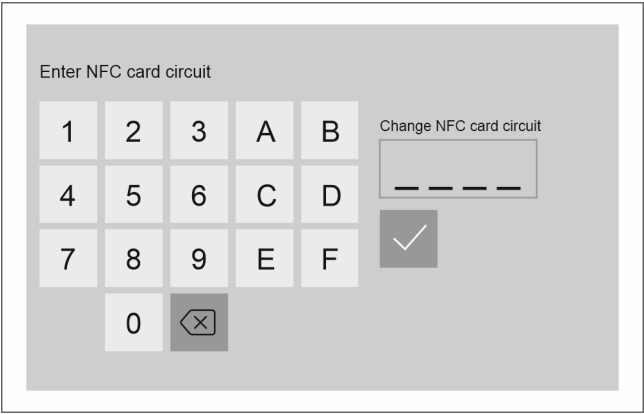 Enter NFC card circuit
1 2 3 A B
Change NFC card circuit
4 5 6 C D
7 8 9 E F
0